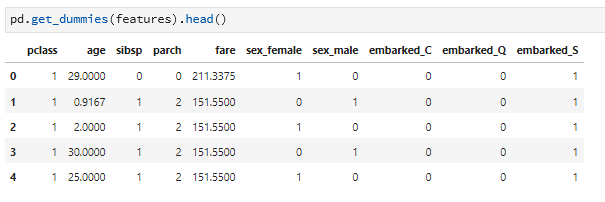 pd.get_dummies(features).head()
pclass age sibsp parch fare sex_female sex_male embarked_C embarked_Q embarked_S
0 1 29.0000 0 0 211.3375 1 0 0 0 1
1 1 0.9167 1 2 151.5500 0 1 0 0 1
2 1 2.0000 1 2 151.5500 1 0 0 0 1
3 1 30.0000 1 2 151.5500 0 1 0 0 1
4 1 25.0000 1 2 151.5500 1 0 0 0 1